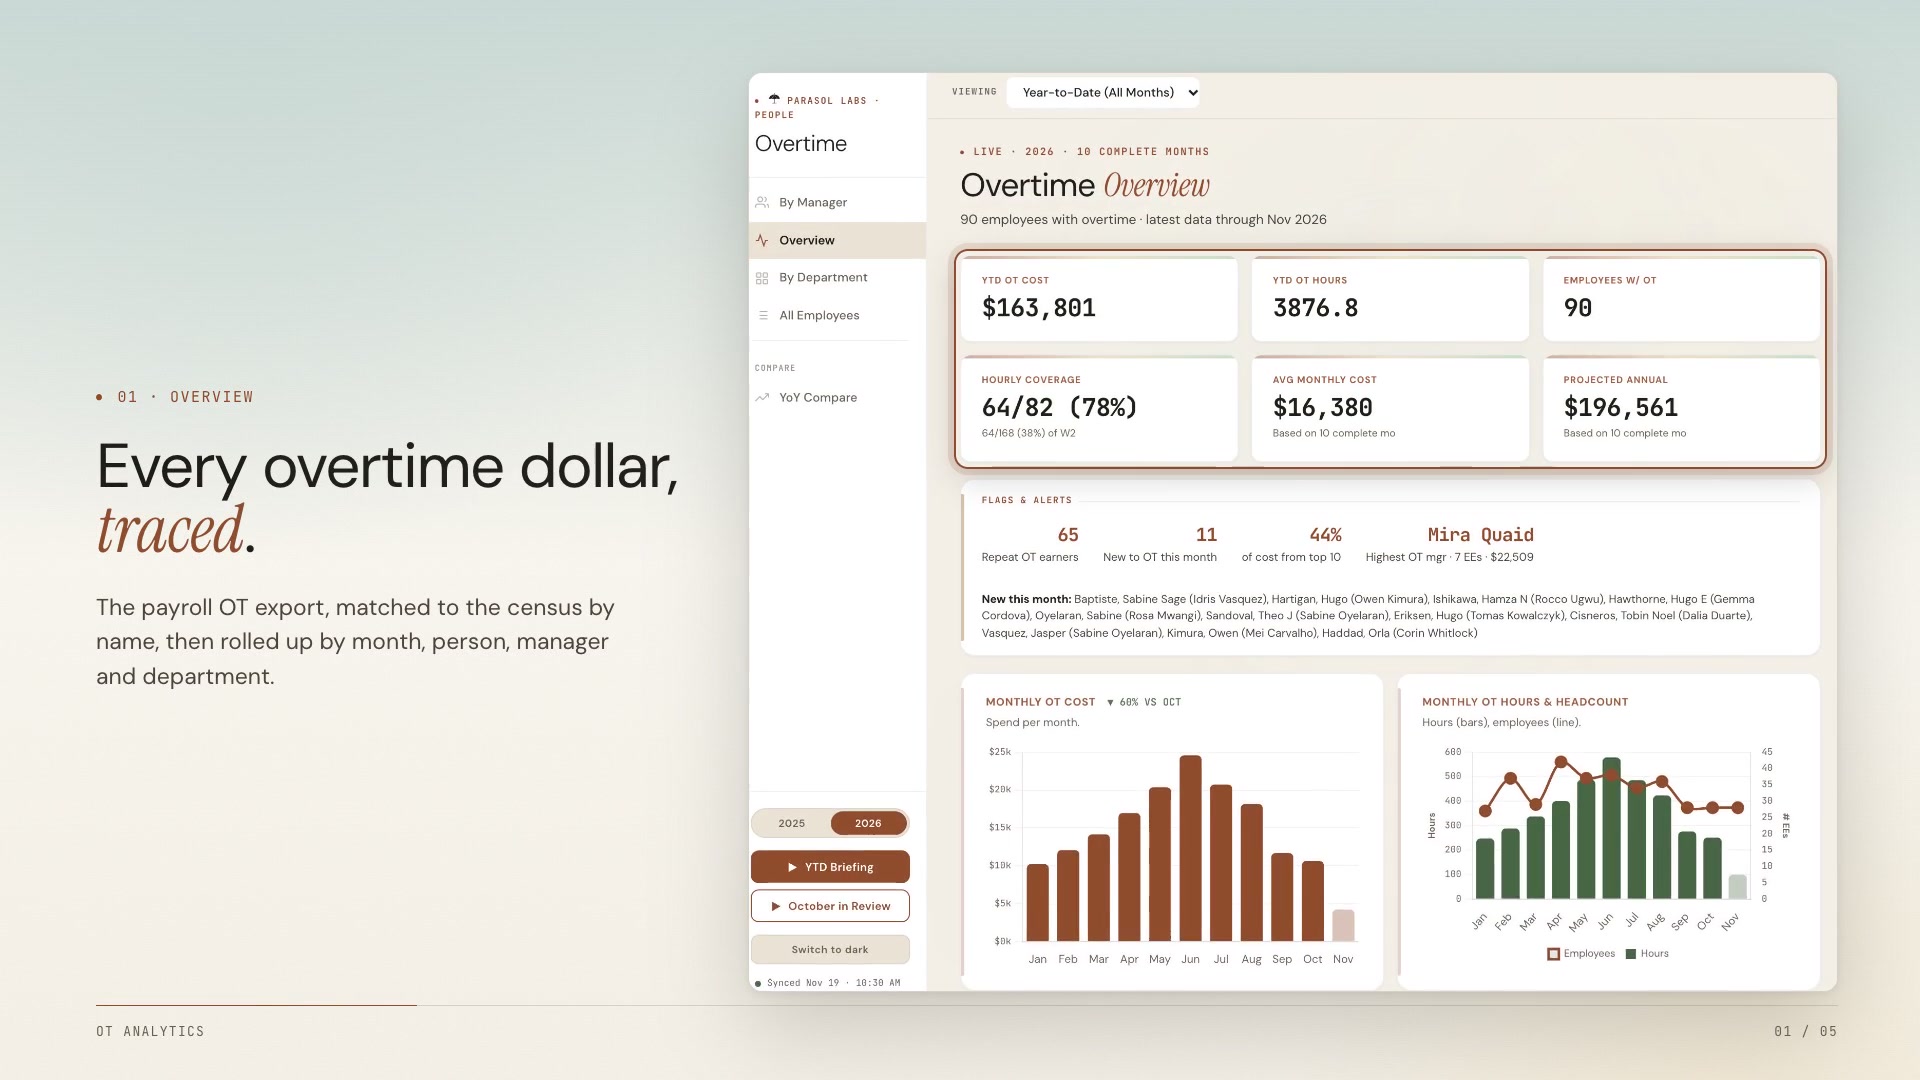 • 01 · OVERVIEW
Every overtime dollar,
traced.
The payroll OT export, matched to the census by
name, then rolled up by month, person, manager
and department.
• ☂ PARASOL LABS ·
PEOPLE
Overtime
By Manager
Overview
By Department
All Employees
COMPARE
YoY Compare
2025 2026
▶ YTD Briefing
▶ October in Review
Switch to dark
Synced Nov 19 · 10:30 AM
VIEWING Year-to-Date (All Months)
• LIVE · 2026 · 10 COMPLETE MONTHS
Overtime Overview
90 employees with overtime · latest data through Nov 2026
YTD OT COST
$163,801
YTD OT HOURS
3876.8
EMPLOYEES W/ OT
90
HOURLY COVERAGE
64/82 (78%)
64/168 (38%) of W2
AVG MONTHLY COST
$16,380
Based on 10 complete mo
PROJECTED ANNUAL
$196,561
Based on 10 complete mo
FLAGS & ALERTS
65
Repeat OT earners
11
New to OT this month
44%
of cost from top 10
Mira Quaid
Highest OT mgr · 7 EEs · $22,509
New this month: Baptiste, Sabine Sage (Idris Vasquez), Hartigan, Hugo (Owen Kimura), Ishikawa, Hamza N (Rocco Ugwu), Hawthorne, Hugo E (Gemma
Cordova), Oyelaran, Sabine (Rosa Mwangi), Sandoval, Theo J (Sabine Oyelaran), Eriksen, Hugo (Tomas Kowalczyk), Cisneros, Tobin Noel (Dalia Duarte),
Vasquez, Jasper (Sabine Oyelaran), Kimura, Owen (Mei Carvalho), Haddad, Orla (Corin Whitlock)
MONTHLY OT COST ▼ 60% VS OCT
Spend per month.
$25k
$20k
$15k
$10k
$5k
$0k
Jan Feb Mar Apr May Jun Jul Aug Sep Oct Nov
MONTHLY OT HOURS & HEADCOUNT
Hours (bars), employees (line).
Hours
600
500
400
300
200
100
0
45
40
35
30
25
20
15
10
5
0
# EEs
Jan Feb Mar Apr May Jun Jul Aug Sep Oct Nov
Employees Hours
OT ANALYTICS
01 / 05